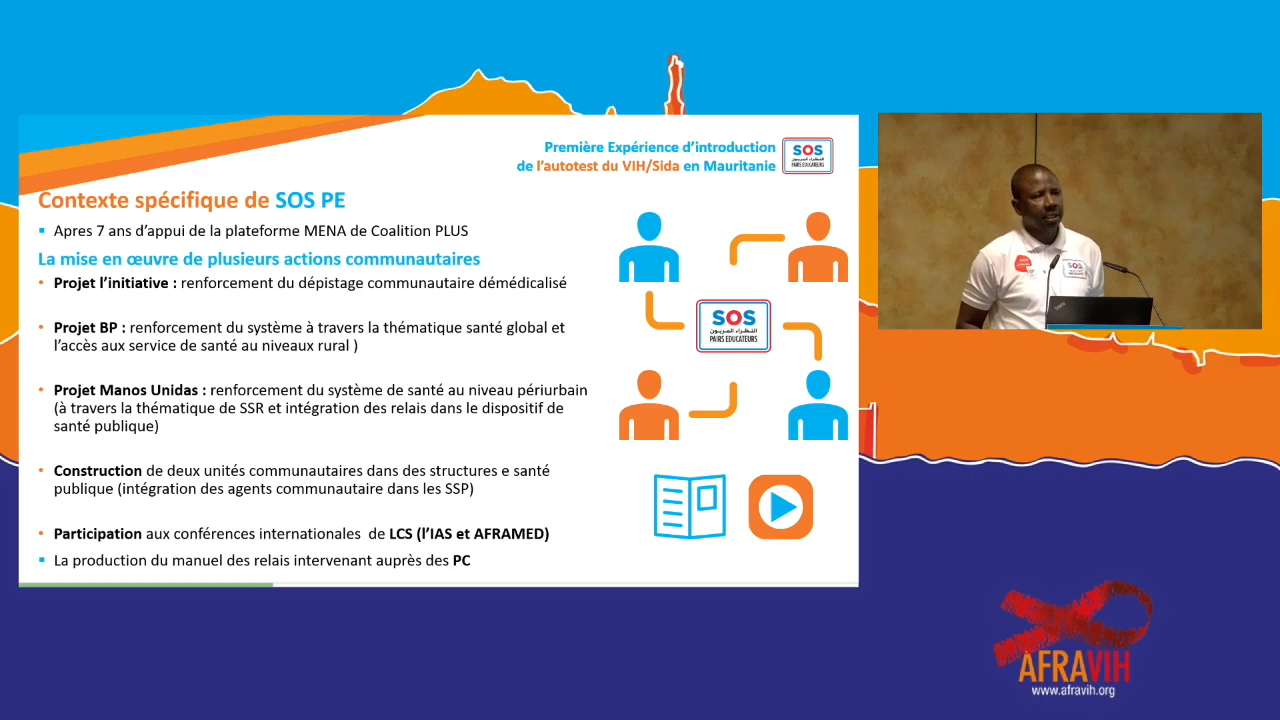 Première Expérience d'introduction
de l'autotest du VIH/Sida en Mauritanie
SOS
النظراء المربون
PAIRS EDUCATEURS
Contexte spécifique de SOS PE
Apres 7 ans d'appui de la plateforme MENA de Coalition PLUS
La mise en œuvre de plusieurs actions communautaires
Projet l'initiative : renforcement du dépistage communautaire démédicalisé
Projet BP : renforcement du système à travers la thématique santé global et
l'accès aux service de santé au niveaux rural )
Projet Manos Unidas : renforcement du système de santé au niveau périurbain
(à travers la thématique de SSR et intégration des relais dans le dispositif de
santé publique)
Construction de deux unités communautaires dans des structures e santé
publique (intégration des agents communautaire dans les SSP)
Participation aux conférences internationales  de LCS (l'IAS et AFRAMED)
La production du manuel des relais intervenant auprès des PC
SOS
النظراء المربون
PAIRS EDUCATEURS
SOS
AFRAVIH
www.afravih.org